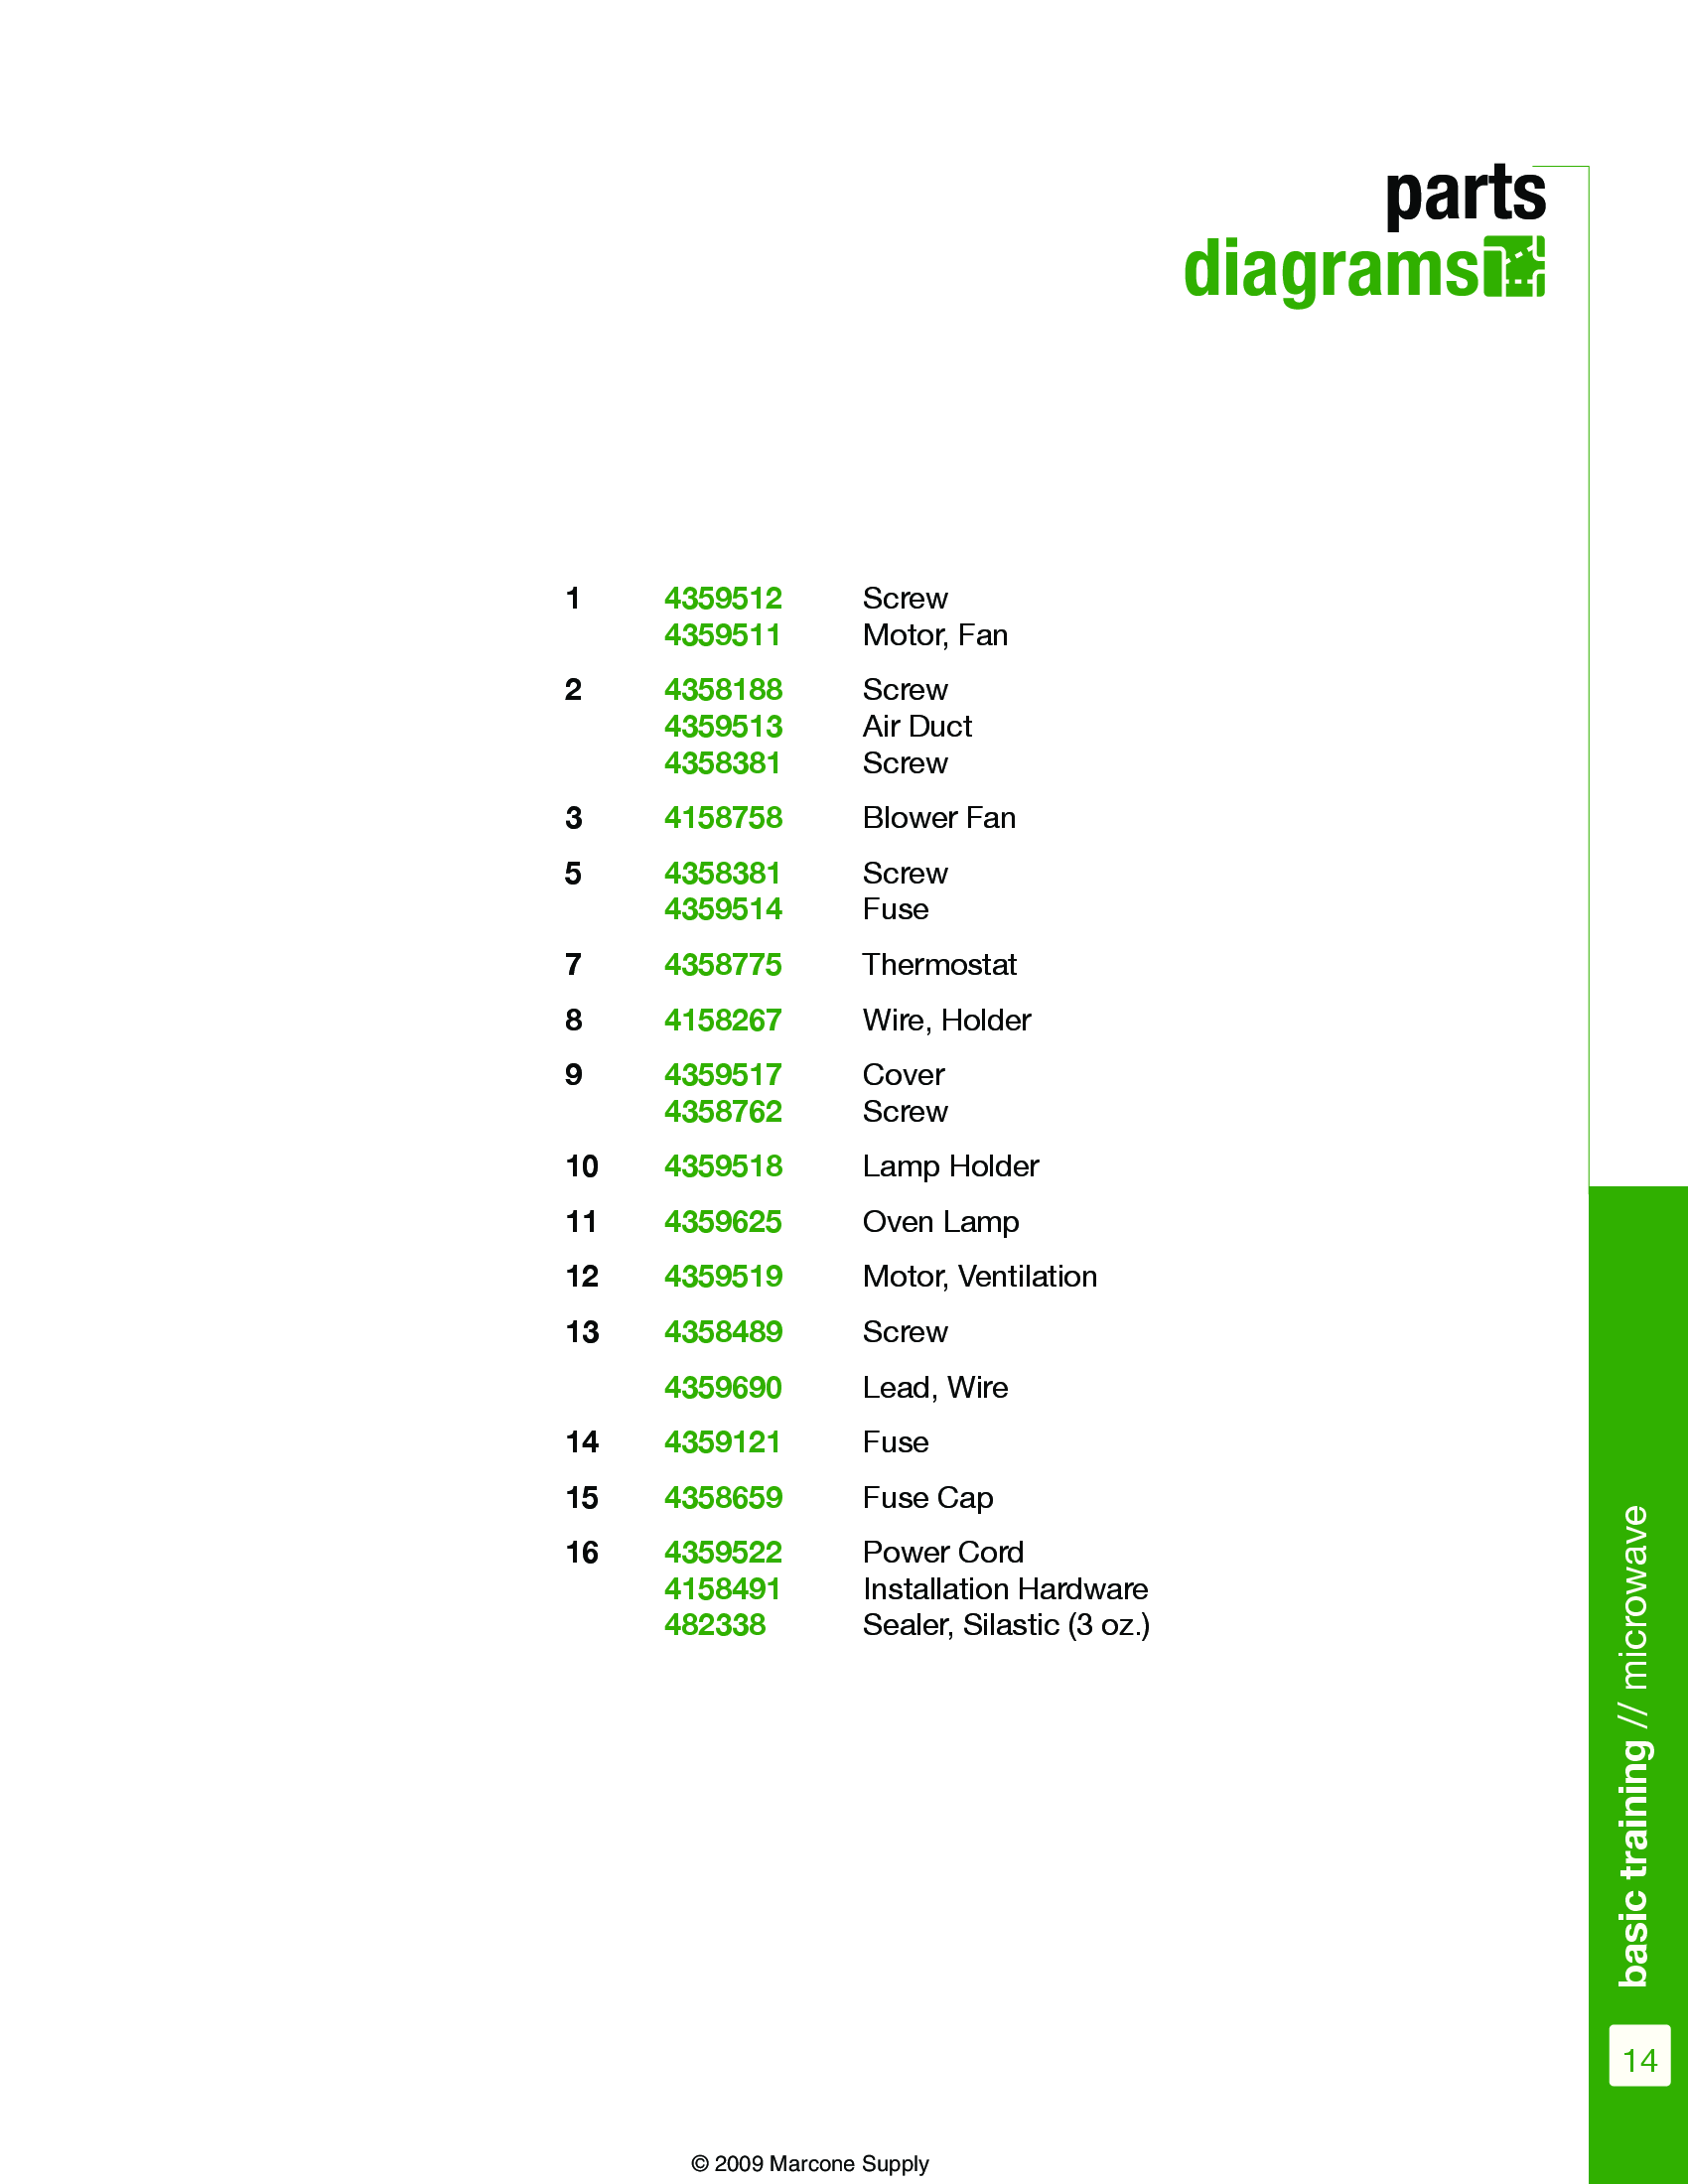 parts
diagrams
1 4359512 Screw
4359511 Motor, Fan
2 4358188 Screw
4359513 Air Duct
4358381 Screw
3 4158758 Blower Fan
5 4358381 Screw
4359514 Fuse
7 4358775 Thermostat
8 4158267 Wire, Holder
9 4359517 Cover
4358762 Screw
10 4359518 Lamp Holder
11 4359625 Oven Lamp
12 4359519 Motor, Ventilation
13 4358489 Screw
4359690 Lead, Wire
14 4359121 Fuse
15 4358659 Fuse Cap
16 4359522 Power Cord
4158491 Installation Hardware
482338 Sealer, Silastic (3 oz.)
basic training // microwave
14
© 2009 Marcone Supply